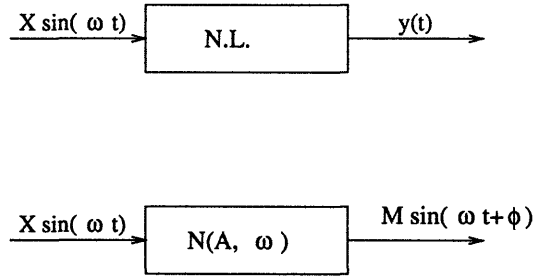 X sin( ω t)
N.L.
y(t)
X sin( ω t)
N(A, ω )
M sin( ω t+ϕ)